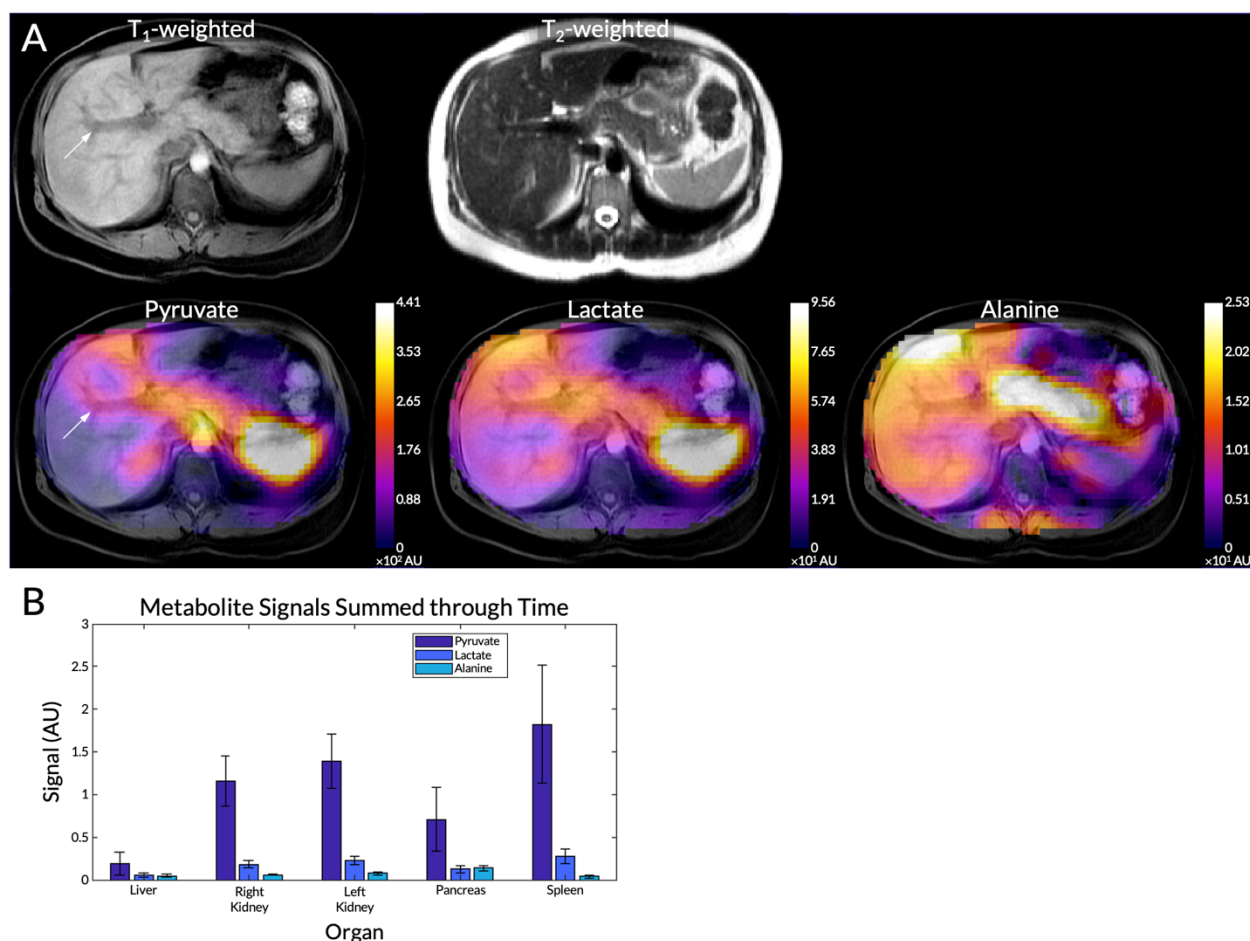 A
T₁-weighted
T₂-weighted
Pyruvate
4.41
3.53
2.65
1.76
0.88
0
×10² AU
Lactate
9.56
7.65
5.74
3.83
1.91
0
×10¹ AU
Alanine
2.53
2.02
1.52
1.01
0.51
0
×10¹ AU
B
Metabolite Signals Summed through Time
Pyruvate
Lactate
Alanine
3
2.5
2
1.5
1
0.5
0
Signal (AU)
Liver
Right
Kidney
Left
Kidney
Pancreas
Spleen
Organ